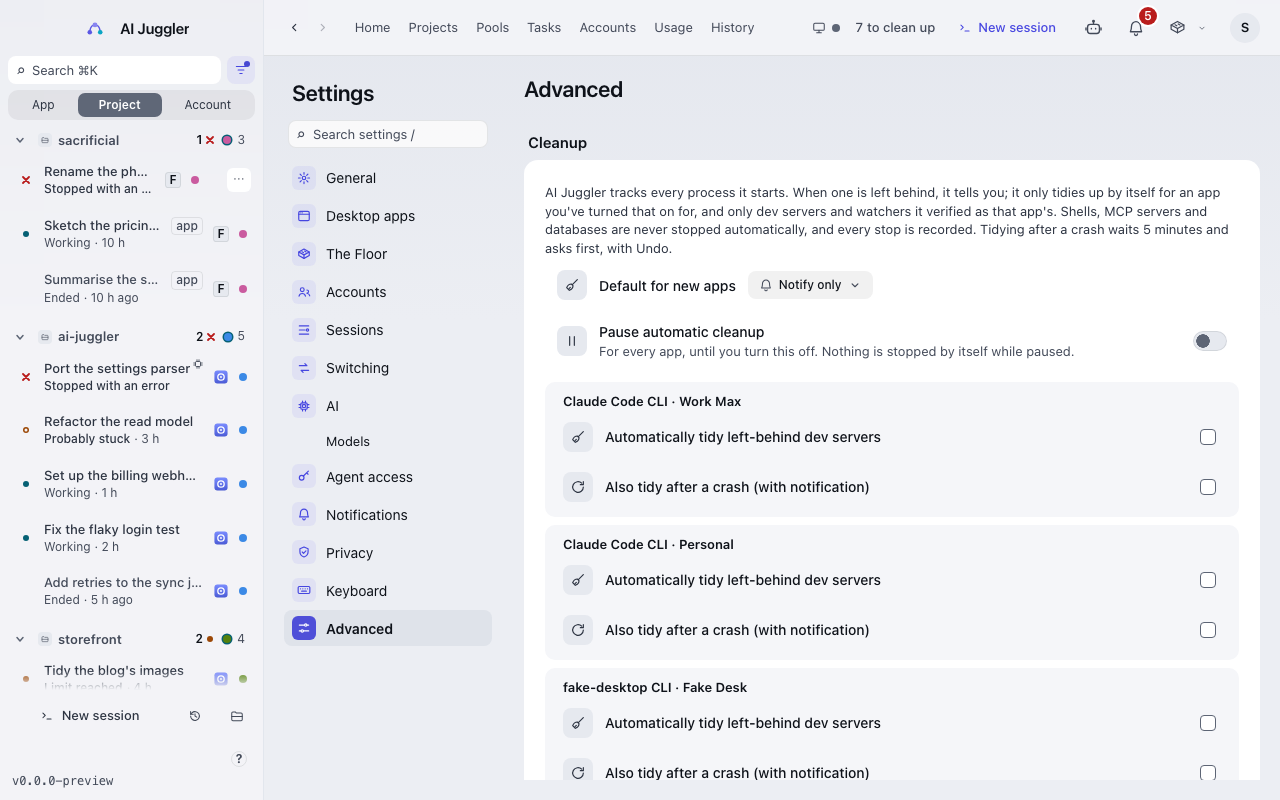 AI Juggler
Search ⌘K
App Project Account
sacrificial 1 3
Rename the ph...
Stopped with an ... F
Sketch the pricin... app
Working · 10 h F
Summarise the s... app
Ended · 10 h ago F
ai-juggler 2 5
Port the settings parser
Stopped with an error
Refactor the read model
Probably stuck · 3 h
Set up the billing webh...
Working · 1 h
Fix the flaky login test
Working · 2 h
Add retries to the sync j...
Ended · 5 h ago
storefront 2 4
Tidy the blog's images
Limit reached · 4 h
New session
?
v0.0.0-preview
Home Projects Pools Tasks Accounts Usage History 7 to clean up New session 5 S
Settings
Search settings /
General
Desktop apps
The Floor
Accounts
Sessions
Switching
AI
Models
Agent access
Notifications
Privacy
Keyboard
Advanced
Advanced
Cleanup
AI Juggler tracks every process it starts. When one is left behind, it tells you; it only tidies up by itself for an app
you've turned that on for, and only dev servers and watchers it verified as that app's. Shells, MCP servers and
databases are never stopped automatically, and every stop is recorded. Tidying after a crash waits 5 minutes and
asks first, with Undo.
Default for new apps Notify only
Pause automatic cleanup
For every app, until you turn this off. Nothing is stopped by itself while paused.
Claude Code CLI · Work Max
Automatically tidy left-behind dev servers
Also tidy after a crash (with notification)
Claude Code CLI · Personal
Automatically tidy left-behind dev servers
Also tidy after a crash (with notification)
fake-desktop CLI · Fake Desk
Automatically tidy left-behind dev servers
Also tidy after a crash (with notification)